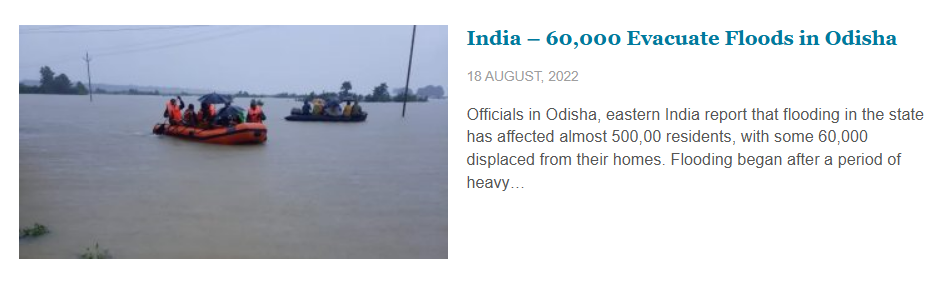 India – 60,000 Evacuate Floods in Odisha
18 AUGUST, 2022
Officials in Odisha, eastern India report that flooding in the state
has affected almost 500,00 residents, with some 60,000
displaced from their homes. Flooding began after a period of
heavy…